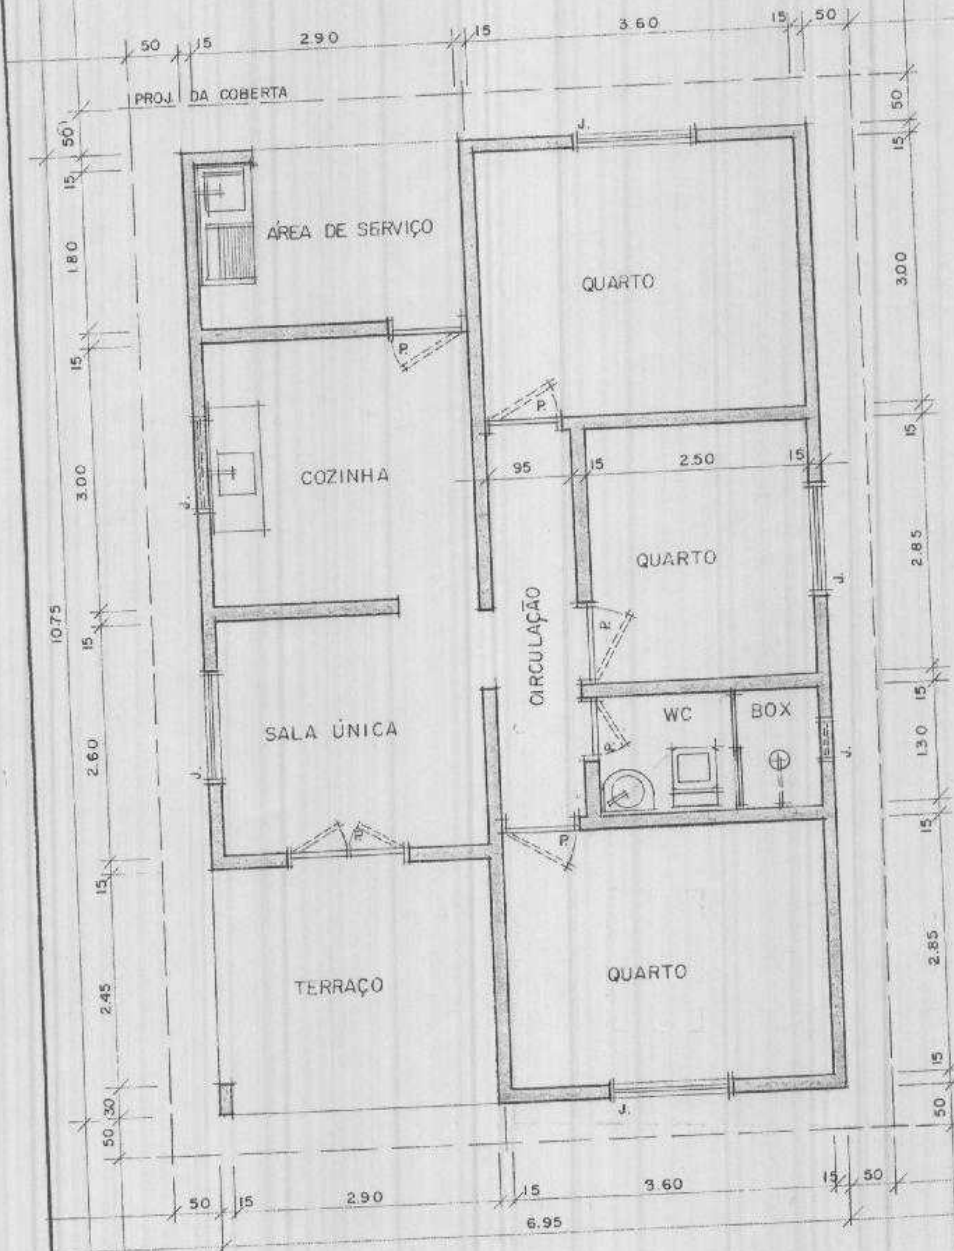 50 15 2.90 15 3.60 15 50
PROJ. DA COBERTA
50
15
1.80
15
3.00
15
2.60
15
2.45
30
50
10.75
50
15
3.00
15
2.85
15
1.30
15
2.85
15
50
J.
ÁREA DE SERVIÇO
QUARTO
P.
P.
95 15 2.50 15
COZINHA
J.
QUARTO
J.
CIRCULAÇÃO
P.
WC
BOX
SALA ÚNICA
P.
J.
J.
P.
P.
TERRAÇO
QUARTO
J.
50 15 2.90 15 3.60 15 50
6.95